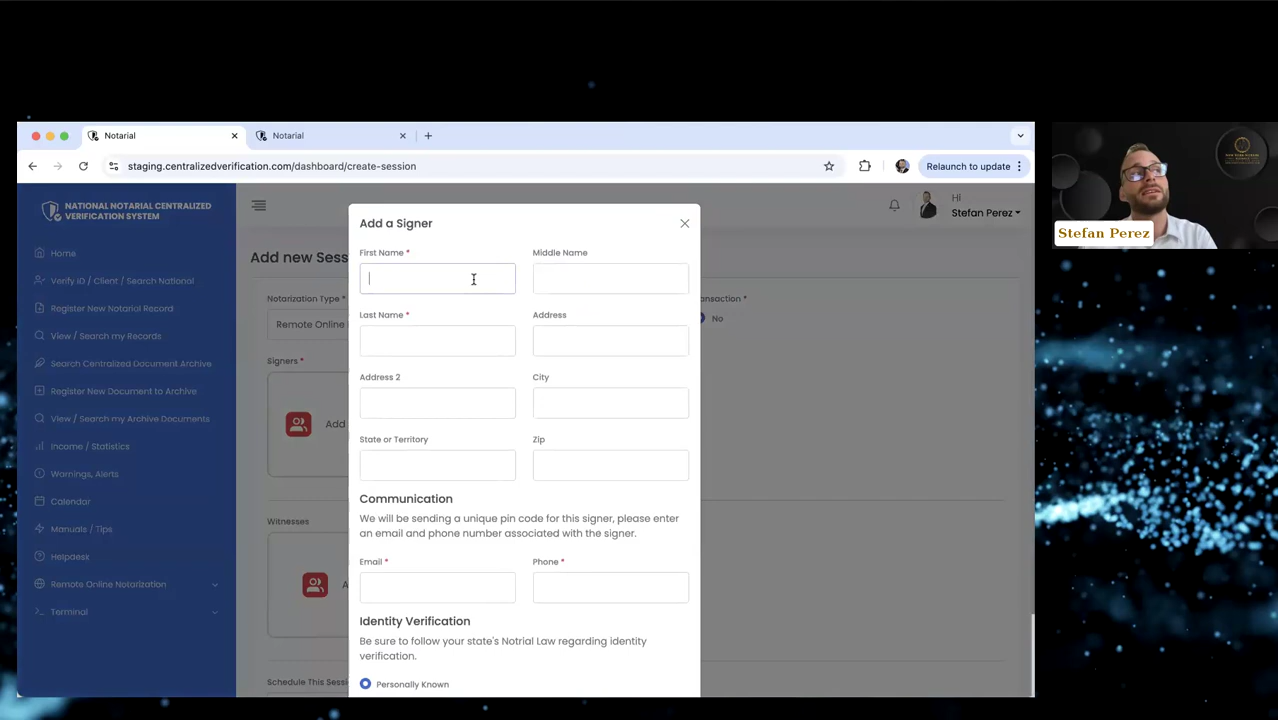 Notarial
Notarial
staging.centralizedverification.com/dashboard/create-session
Relaunch to update
NATIONAL NOTARIAL CENTRALIZED
VERIFICATION SYSTEM
Home
Verify ID / Client / Search National
Register New Notarial Record
View / Search my Records
Search Centralized Document Archive
Register New Document to Archive
View / Search my Archive Documents
Income / Statistics
Warnings, Alerts
Calendar
Manuals / Tips
Helpdesk
Remote Online Notarization
Terminal
Hi
Stefan Perez
Add new Sess
Notarization Type *
Remote Online
Signers *
Add
Witnesses
A
Schedule This Sessi
ansaction *
No
Add a Signer
First Name *
Middle Name
Last Name *
Address
Address 2
City
State or Territory
Zip
Communication
We will be sending a unique pin code for this signer, please enter
an email and phone number associated with the signer.
Email *
Phone *
Identity Verification
Be sure to follow your state's Notrial Law regarding identity
verification.
Personally Known
Stefan Perez